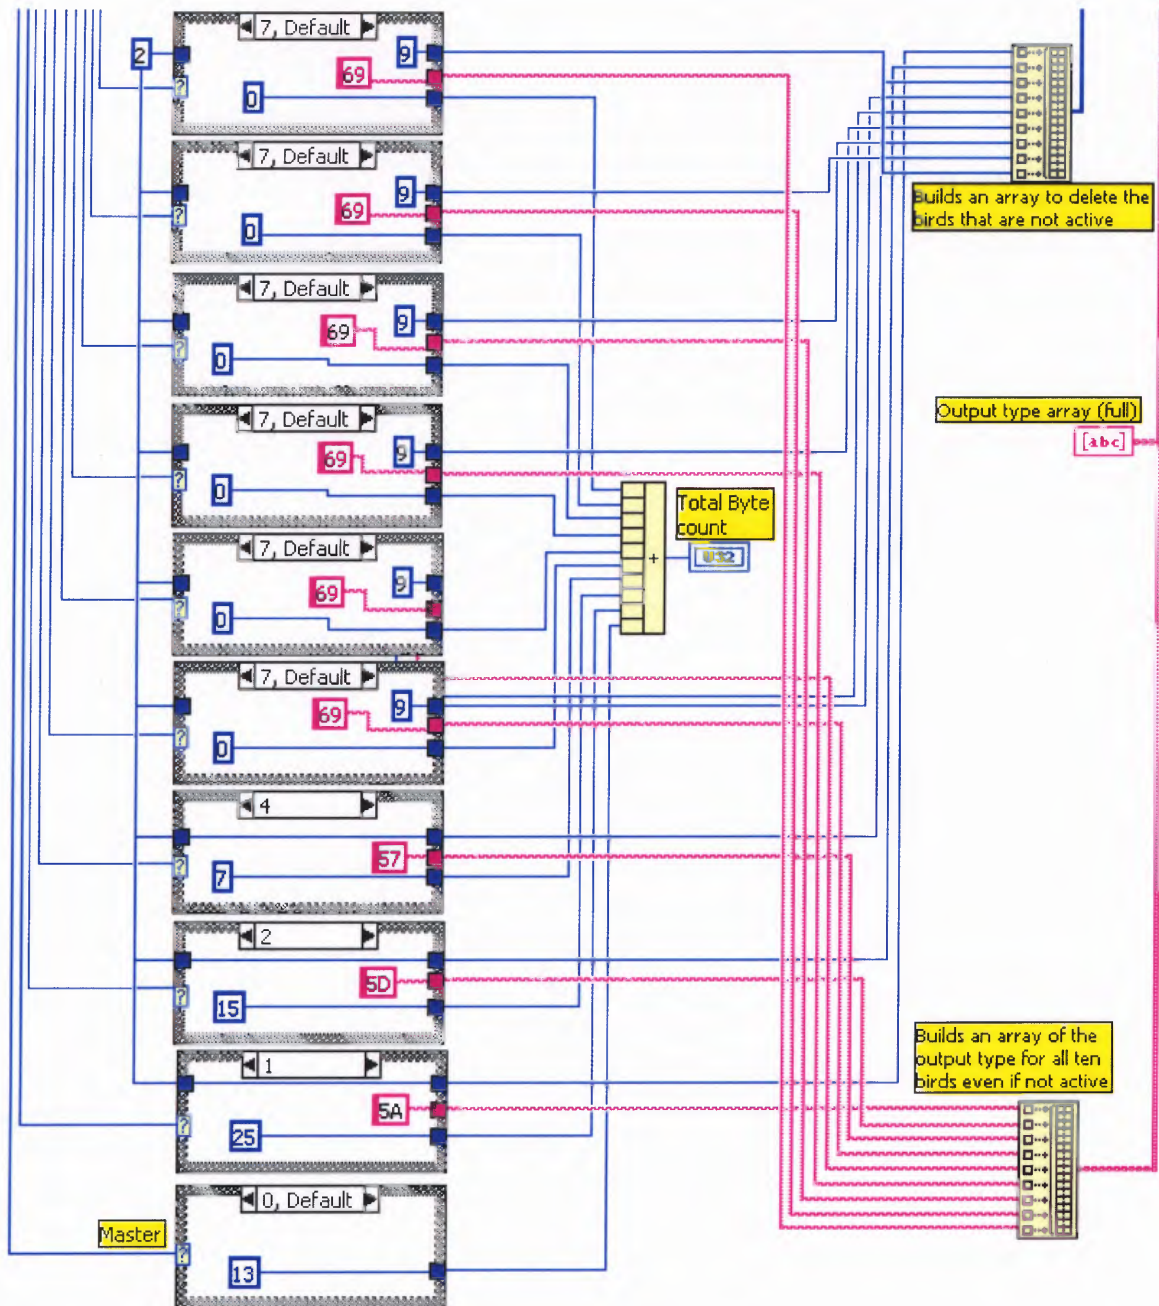 7, Default
2
9
69
0
7, Default
9
69
0
Builds an array to delete the
birds that are not active
7, Default
9
69
0
Output type array (full)
[abc]
7, Default
9
69
0
Total Byte
count
+
U32
7, Default
9
69
0
7, Default
9
69
0
4
57
7
2
5D
15
Builds an array of the
output type for all ten
birds even if not active
1
5A
25
0, Default
Master
13